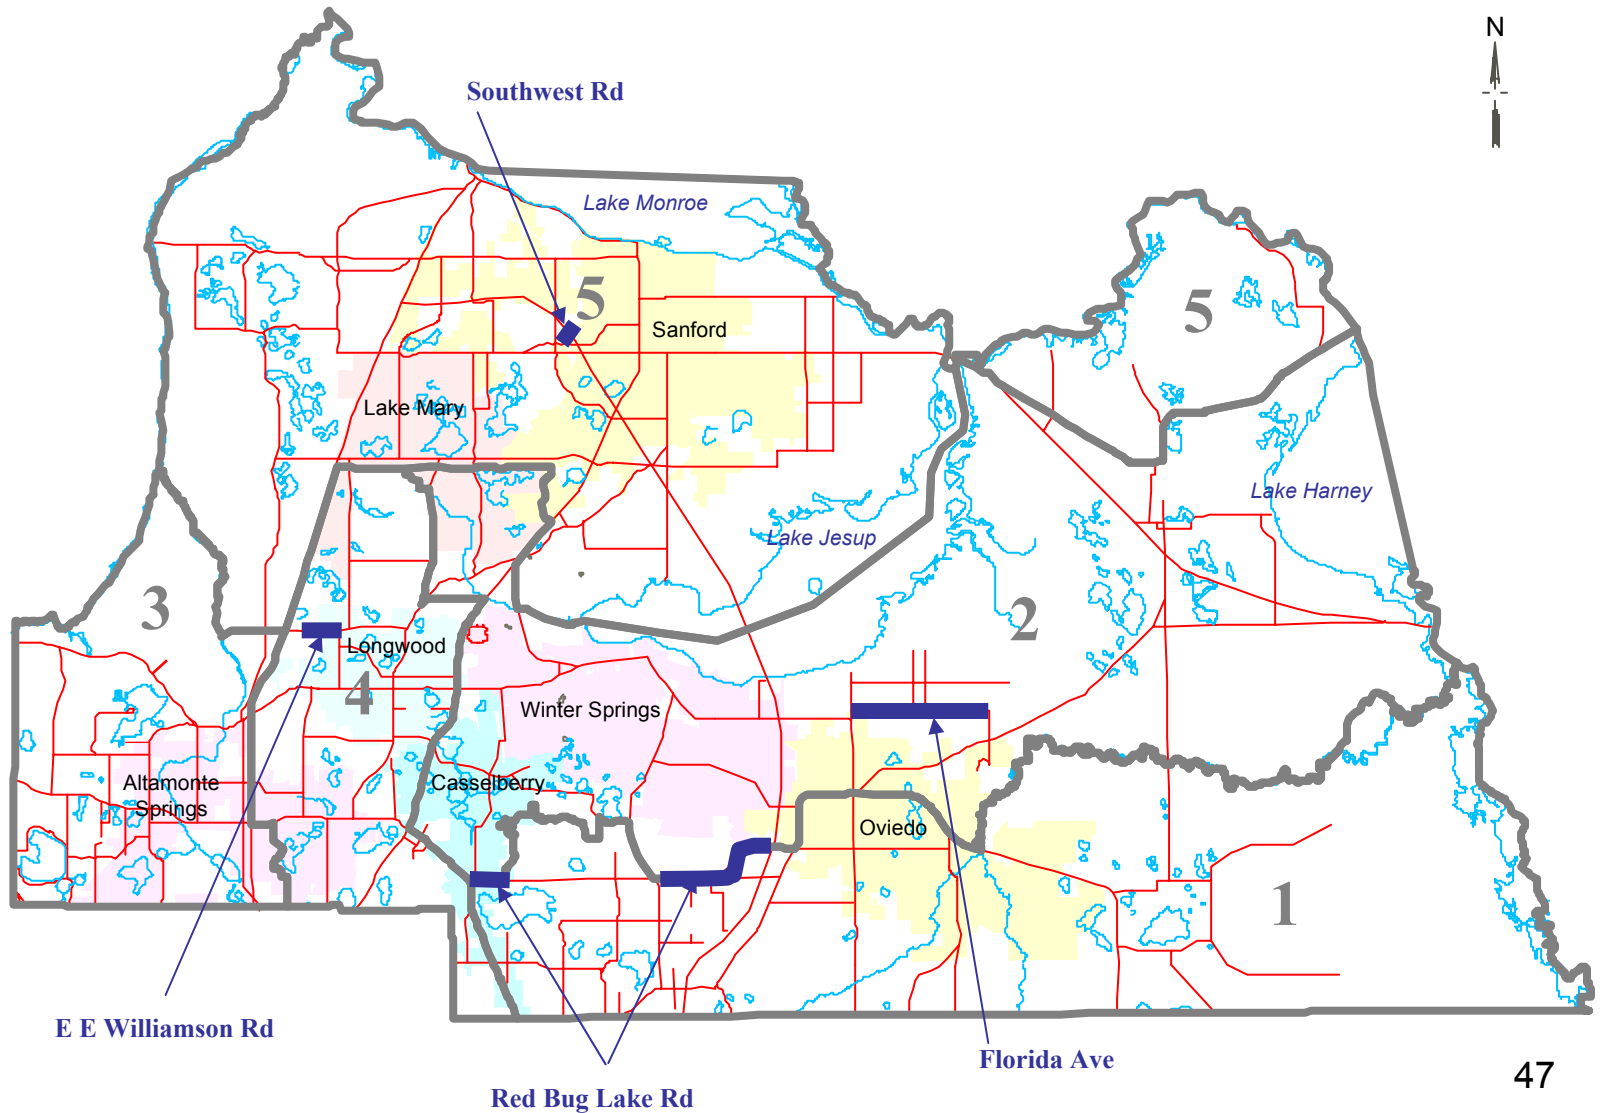 N
Southwest Rd
Lake Monroe
5
5
Sanford
Lake Mary
Lake Harney
Lake Jesup
3
2
Longwood
4
Winter Springs
Altamonte
Springs
Casselberry
Oviedo
1
E E Williamson Rd
Florida Ave
Red Bug Lake Rd
47